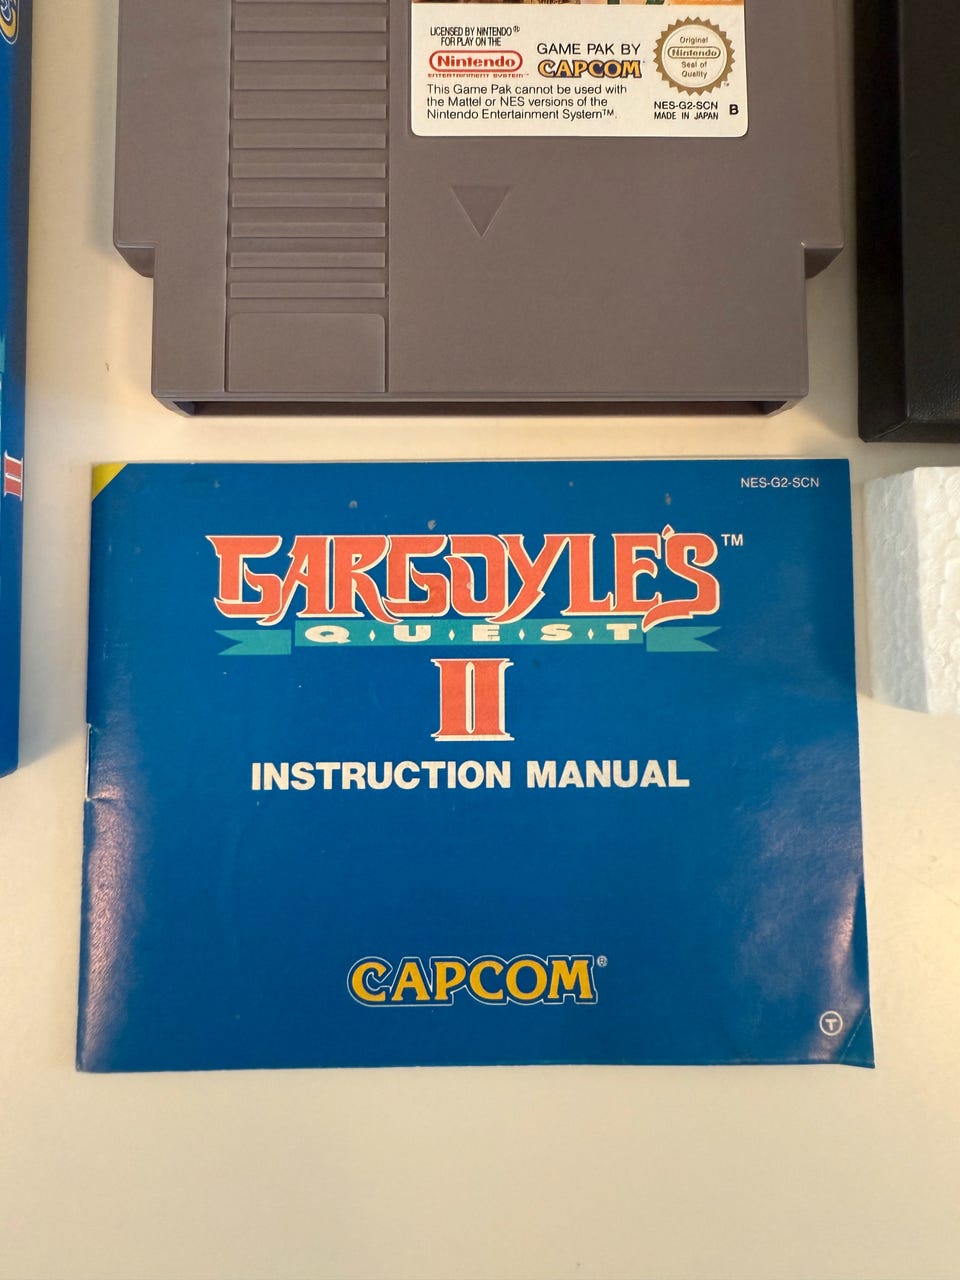 LICENSED BY NINTENDO®
FOR PLAY ON THE
Nintendo
ENTERTAINMENT SYSTEM™
GAME PAK BY
CAPCOM
Original
Nintendo
Seal of
Quality
This Game Pak cannot be used with
the Mattel or NES versions of the
Nintendo Entertainment System™.
NES-G2-SCN
MADE IN JAPAN
B
II
NES-G2-SCN
GARGOYLE'S™
Q·U·E·S·T
II
INSTRUCTION MANUAL
CAPCOM®
T